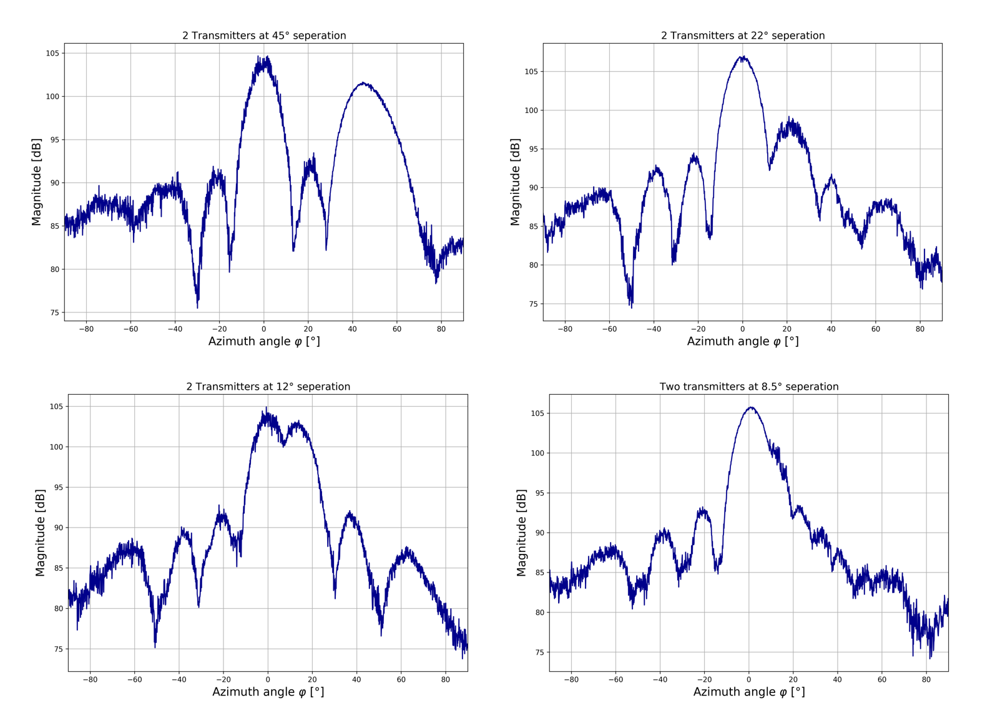 2 Transmitters at 45° seperation
105
100
95
90
85
80
75
Magnitude [dB]
−80 −60 −40 −20 0 20 40 60 80
Azimuth angle φ [°]
2 Transmitters at 22° seperation
105
100
95
90
85
80
75
Magnitude [dB]
−80 −60 −40 −20 0 20 40 60 80
Azimuth angle φ [°]
2 Transmitters at 12° seperation
105
100
95
90
85
80
75
Magnitude [dB]
−80 −60 −40 −20 0 20 40 60 80
Azimuth angle φ [°]
Two transmitters at 8.5° seperation
105
100
95
90
85
80
75
Magnitude [dB]
−80 −60 −40 −20 0 20 40 60 80
Azimuth angle φ [°]